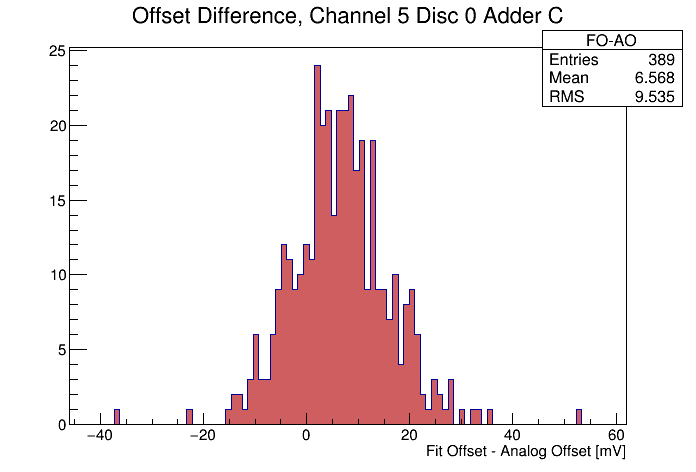 Offset Difference, Channel 5 Disc 0 Adder C
FO-AO
Entries 389
Mean 6.568
RMS 9.535
25
20
15
10
5
0
−40 −20 0 20 40 60
Fit Offset - Analog Offset [mV]